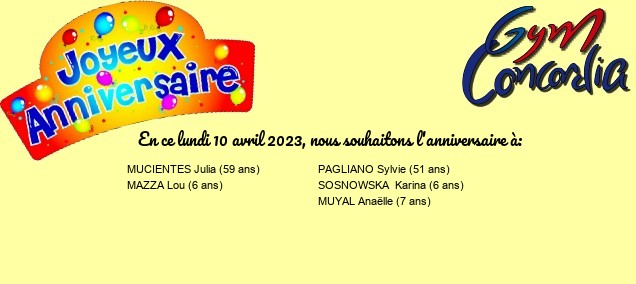 Joyeux
Anniversaire
Gym
Concordia
En ce lundi 10 avril 2023, nous souhaitons l'anniversaire à:
MUCIENTES Julia (59 ans)
MAZZA Lou (6 ans)
PAGLIANO Sylvie (51 ans)
SOSNOWSKA  Karina (6 ans)
MUYAL Anaëlle (7 ans)